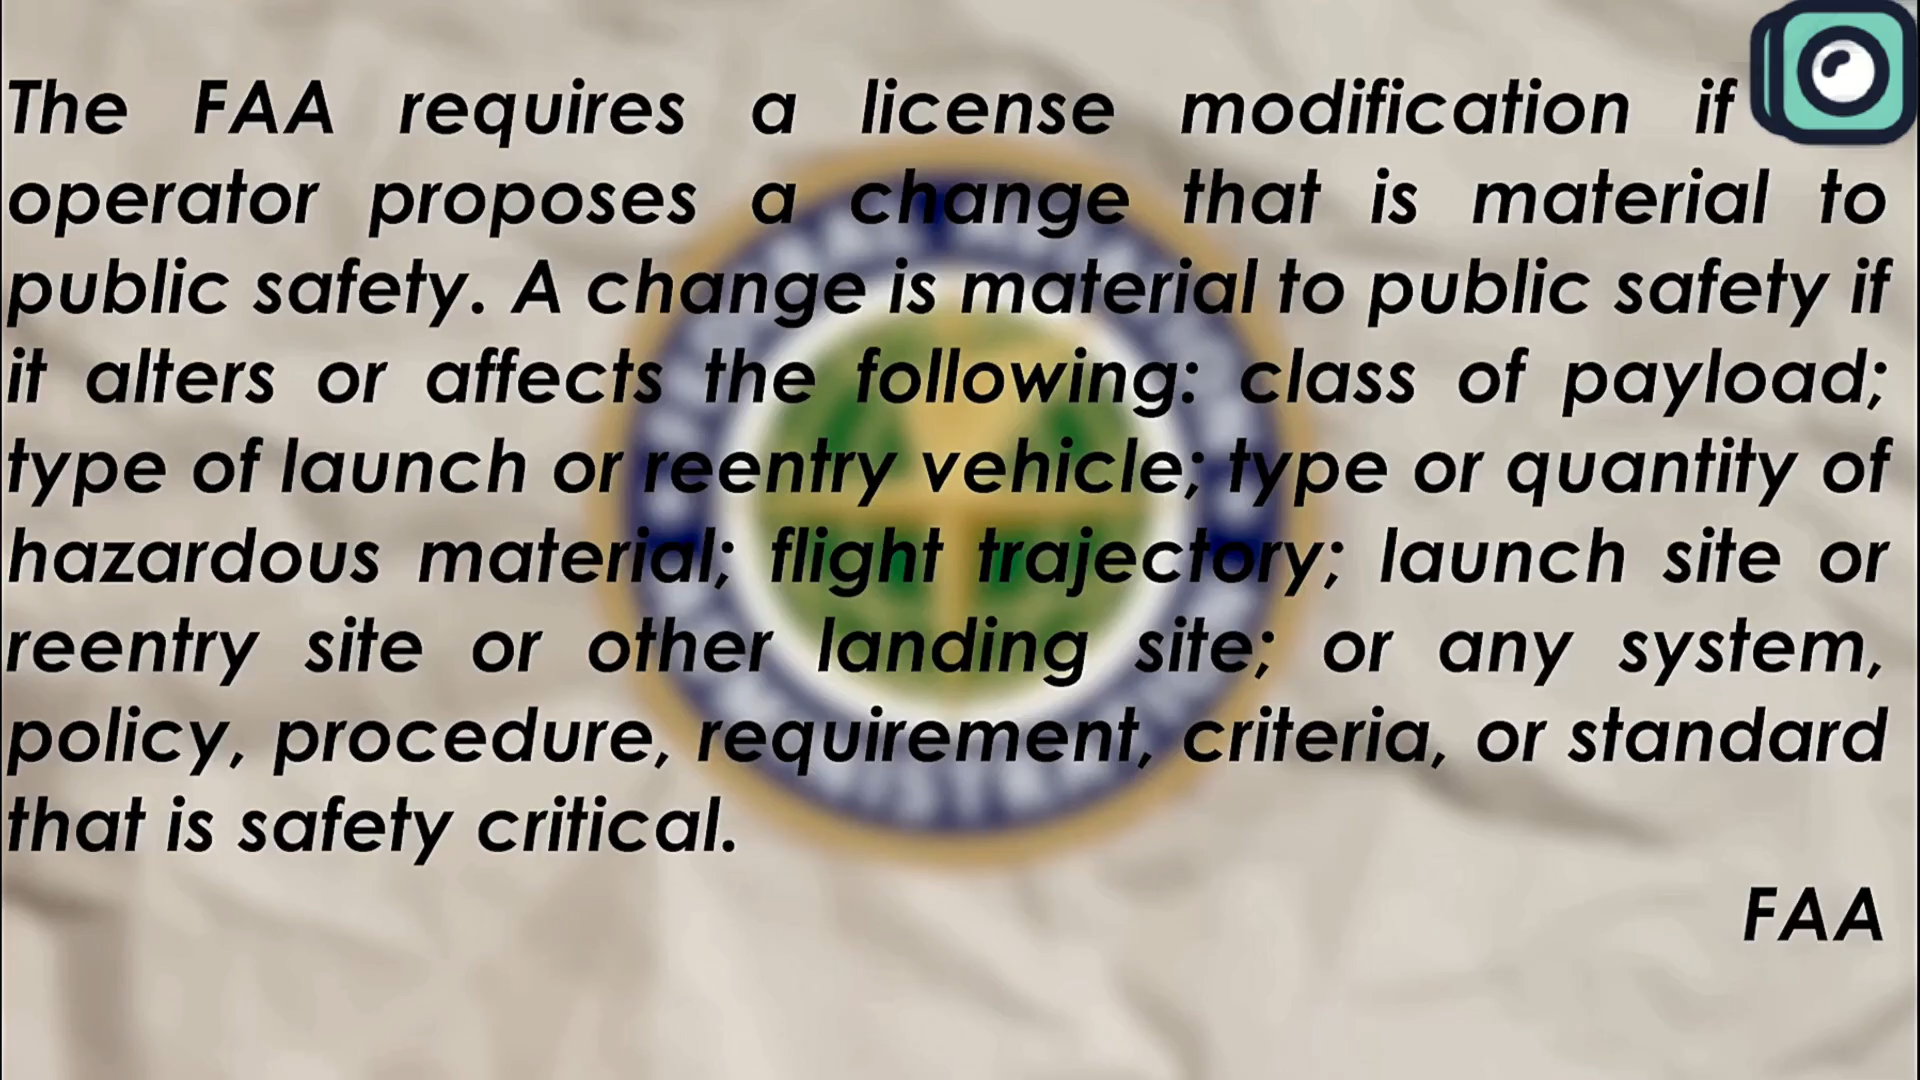 The FAA requires a license modification if
operator proposes a change that is material to
public safety. A change is material to public safety if
it alters or affects the following: class of payload;
type of launch or reentry vehicle; type or quantity of
hazardous material; flight trajectory; launch site or
reentry site or other landing site; or any system,
policy, procedure, requirement, criteria, or standard
that is safety critical.
FAA